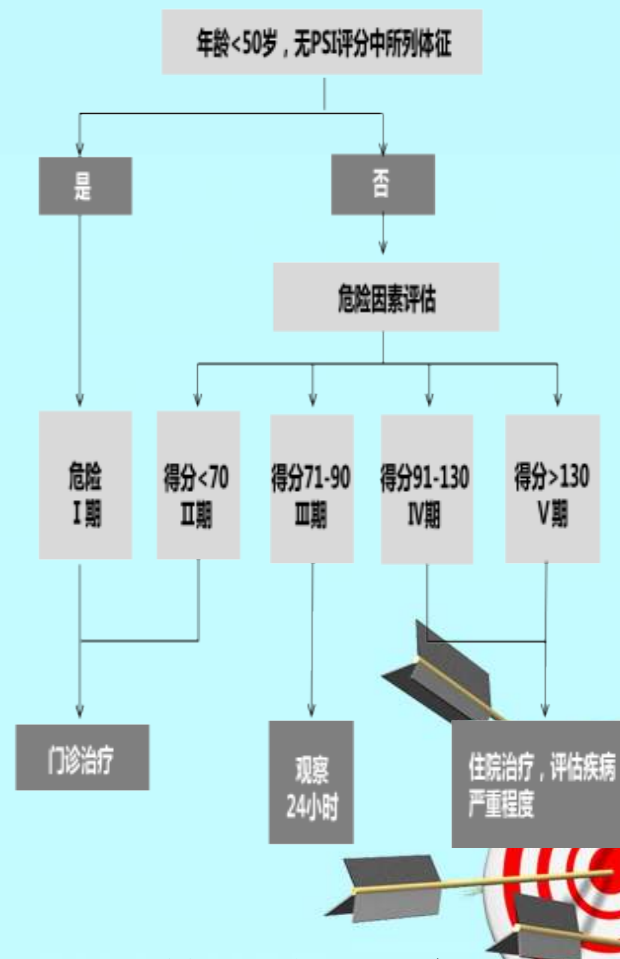 年龄<50岁，无PSI评分中所列体征
是
否
危险因素评估
危险
Ⅰ期
得分<70
Ⅱ期
得分71-90
Ⅲ期
得分91-130
Ⅳ期
得分>130
Ⅴ期
门诊治疗
观察
24小时
住院治疗，评估疾病
严重程度